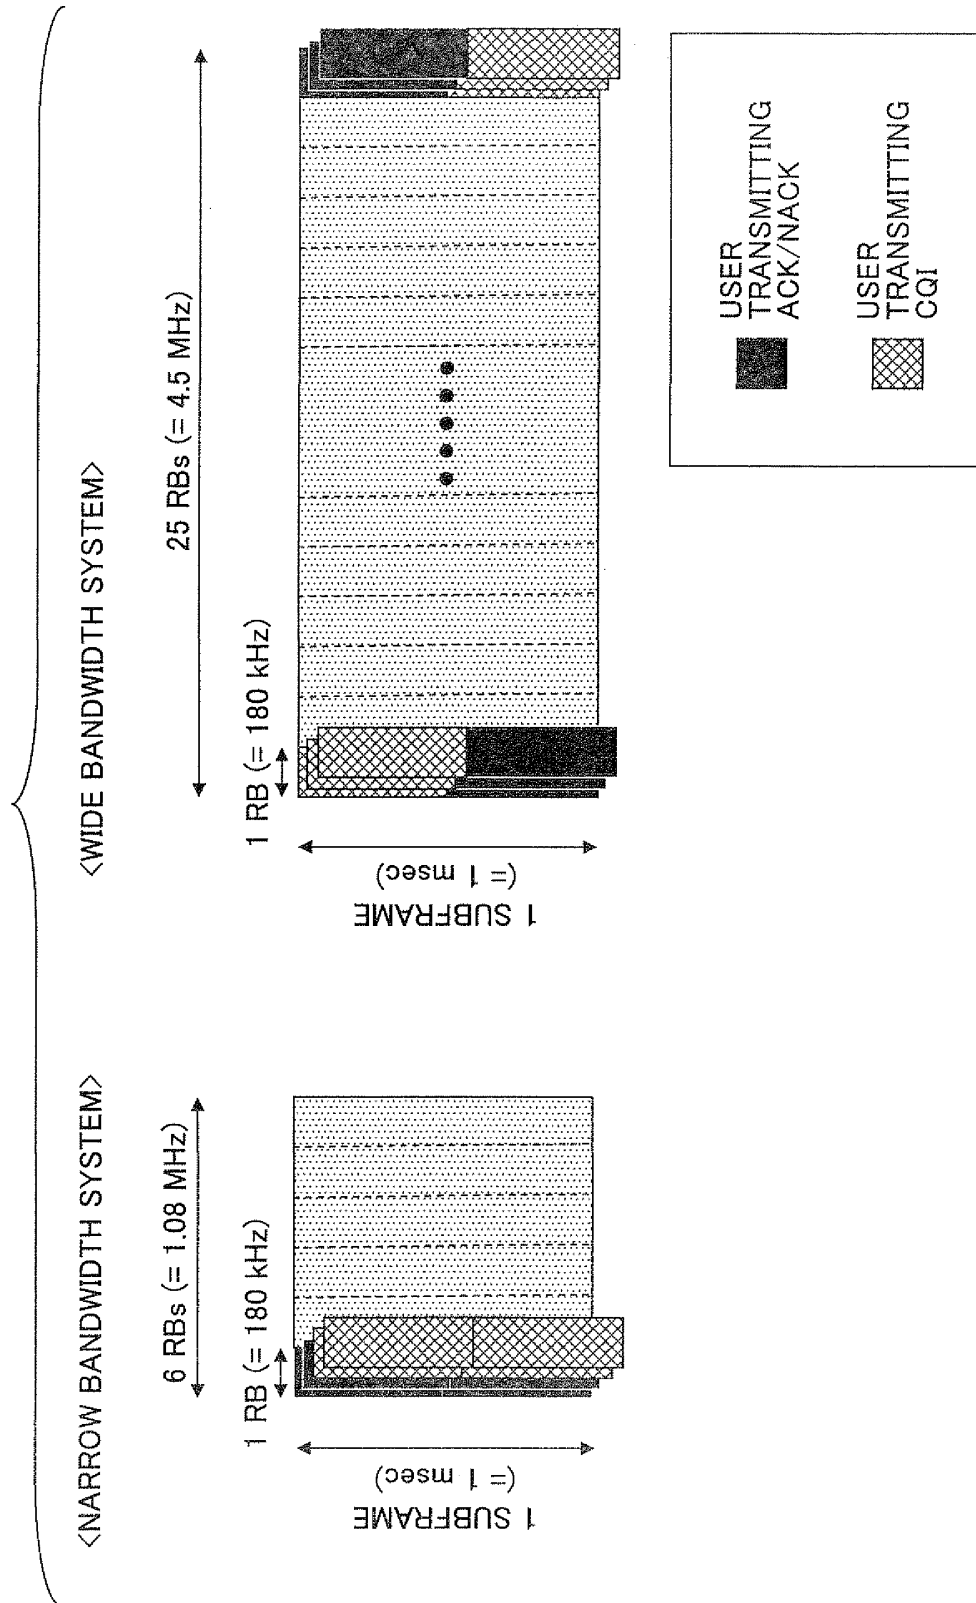 <NARROW BANDWIDTH SYSTEM>
6 RBs (= 1.08 MHz)
1 RB (= 180 kHz)
1 SUBFRAME
(= 1 msec)
<WIDE BANDWIDTH SYSTEM>
25 RBs (= 4.5 MHz)
1 RB (= 180 kHz)
1 SUBFRAME
(= 1 msec)
USER
TRANSMITTING
ACK/NACK
USER
TRANSMITTING
CQI